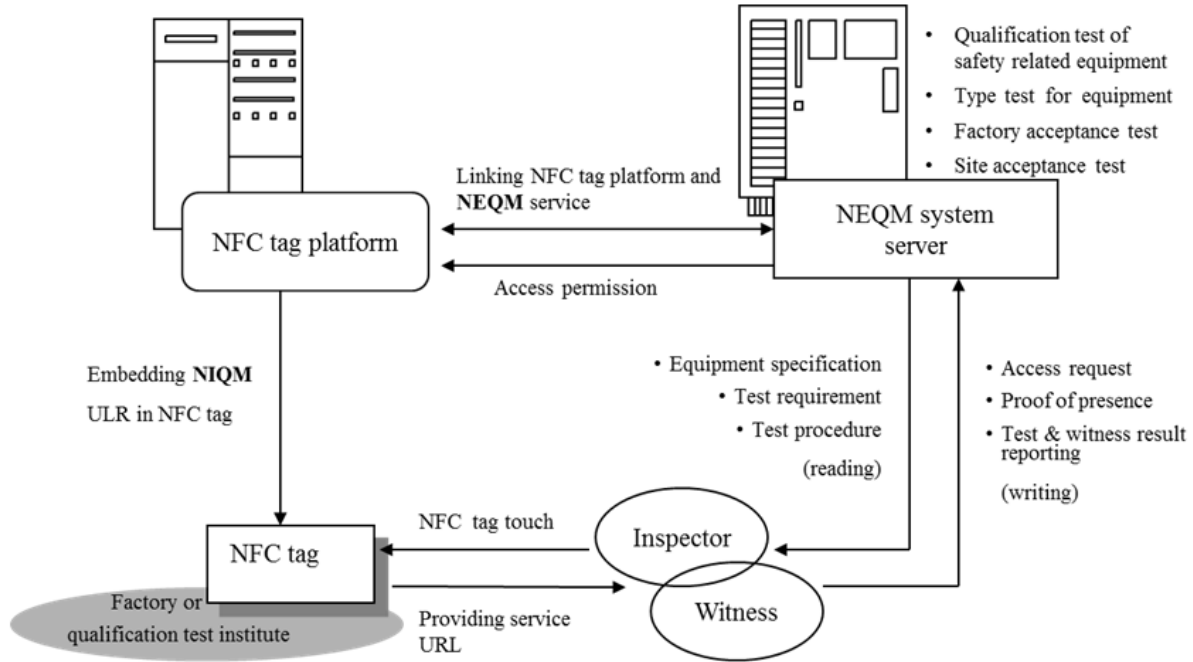 • Qualification test of
safety related equipment
• Type test for equipment
• Factory acceptance test
• Site acceptance test
Linking NFC tag platform and
NEQM service
NFC tag platform
NEQM system
server
Access permission
Embedding NIQM
ULR in NFC tag
• Equipment specification
• Test requirement
• Test procedure
(reading)
• Access request
• Proof of presence
• Test & witness result
reporting
(writing)
NFC tag touch
Inspector
NFC tag
Witness
Factory or
qualification test institute
Providing service
URL